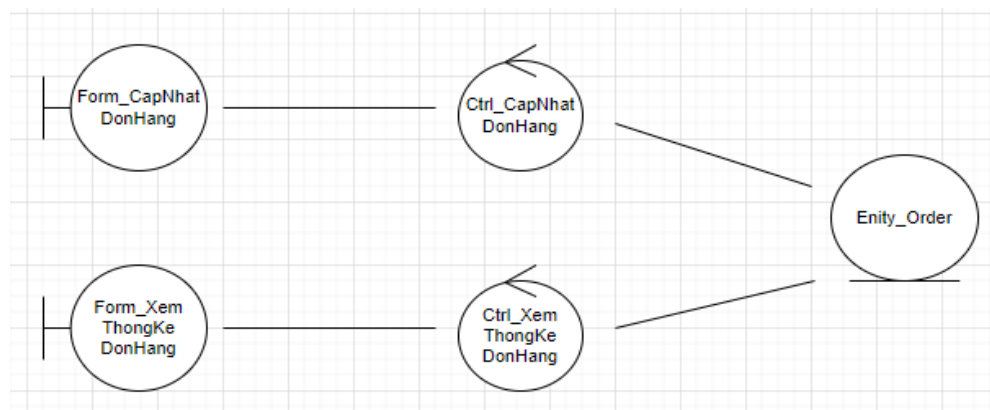 Form_CapNhat
DonHang
Ctrl_CapNhat
DonHang
Enity_Order
Form_Xem
ThongKe
DonHang
Ctrl_Xem
ThongKe
DonHang